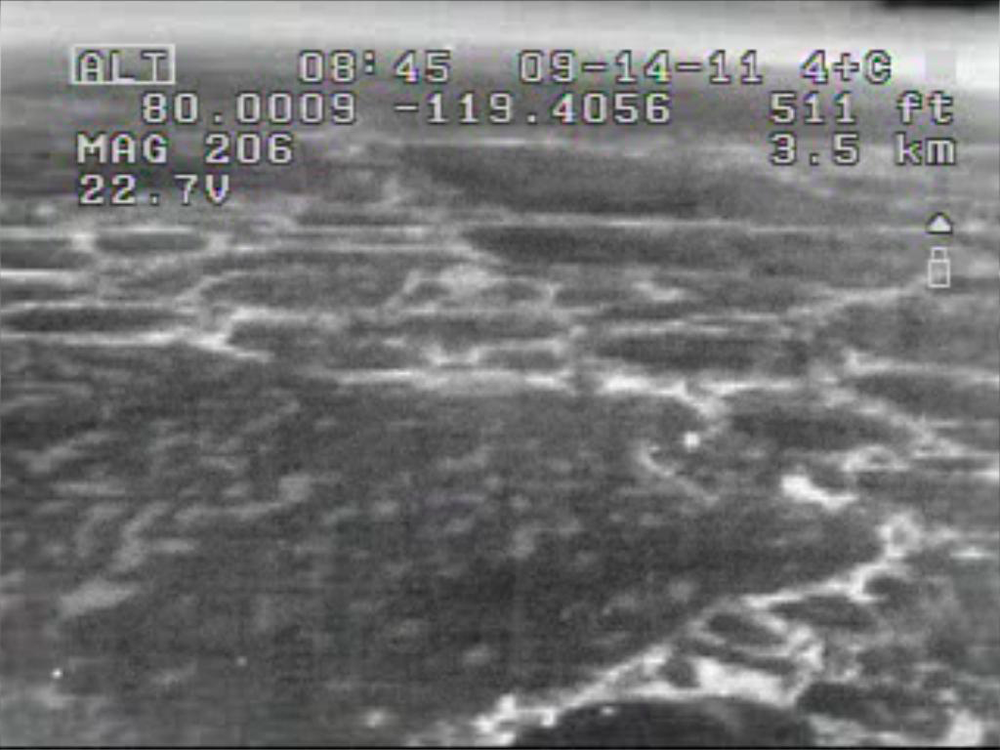 ALT 08:45 09-14-11 4+C
80.0009 -119.4056 511 ft
MAG 206 3.5 km
22.7V